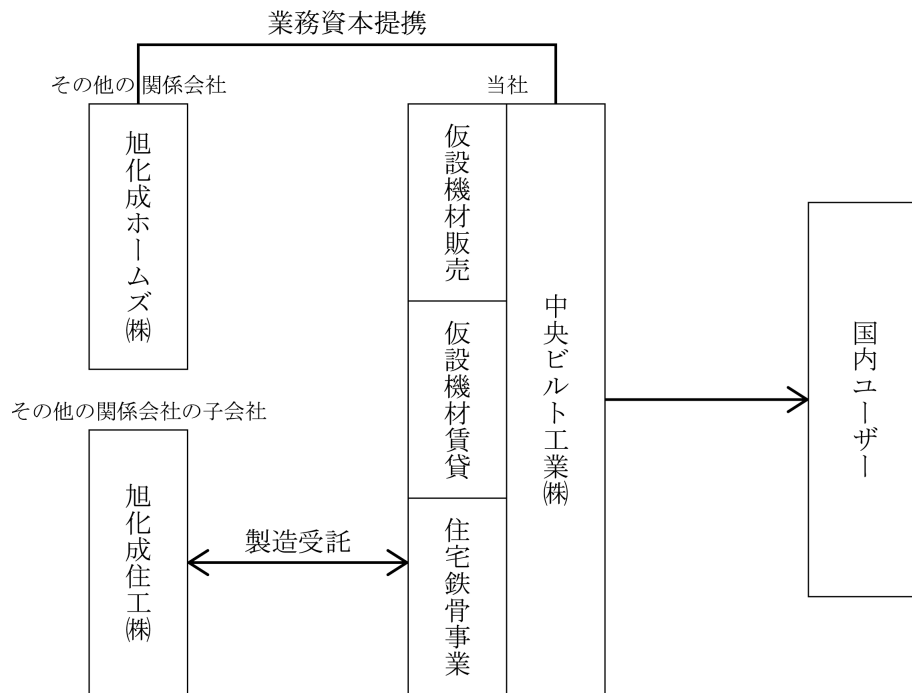 業務資本提携
その他の関係会社
当社
旭化成ホームズ㈱
仮設機材販売
仮設機材賃貸
住宅鉄骨事業
中央ビルト工業㈱
国内ユーザー
その他の関係会社の子会社
旭化成住工㈱
製造受託